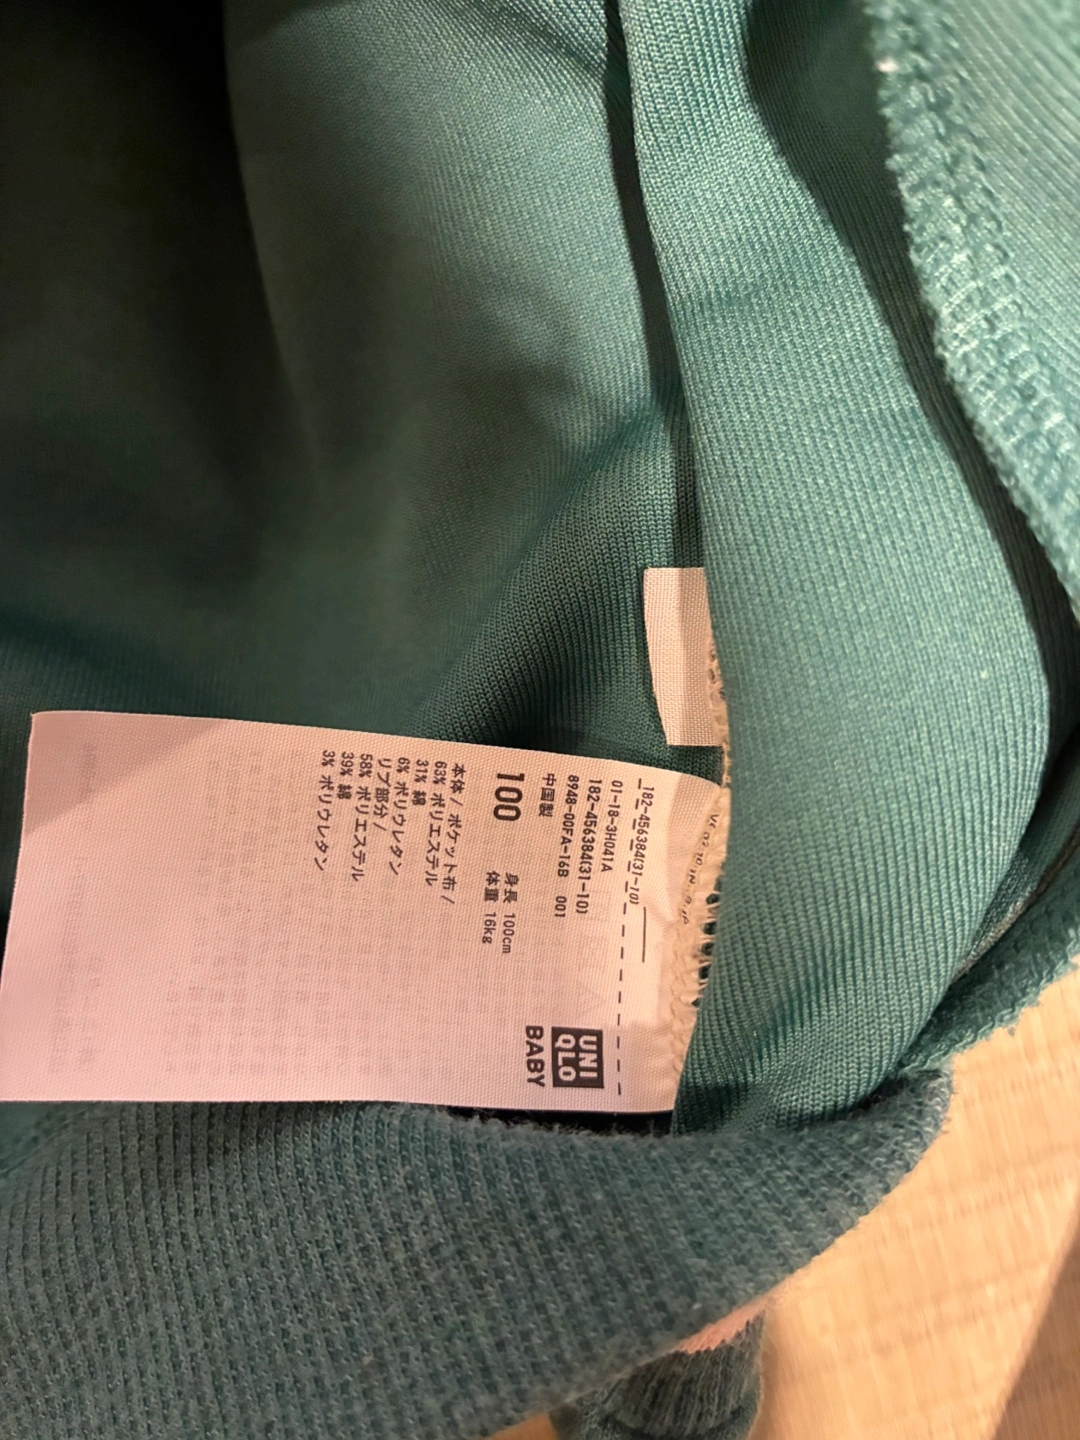 182-456384(31-10)
01-18-3H041A
182-456384(31-10)
8948-00FA-16B 001
中国製
UNI
QLO
BABY
100
身長 100cm
体重 16kg
本体 / ポケット布 /
63% ポリエステル
31% 綿
6% ポリウレタン
リブ部分 /
58% ポリエステル
39% 綿
3% ポリウレタン